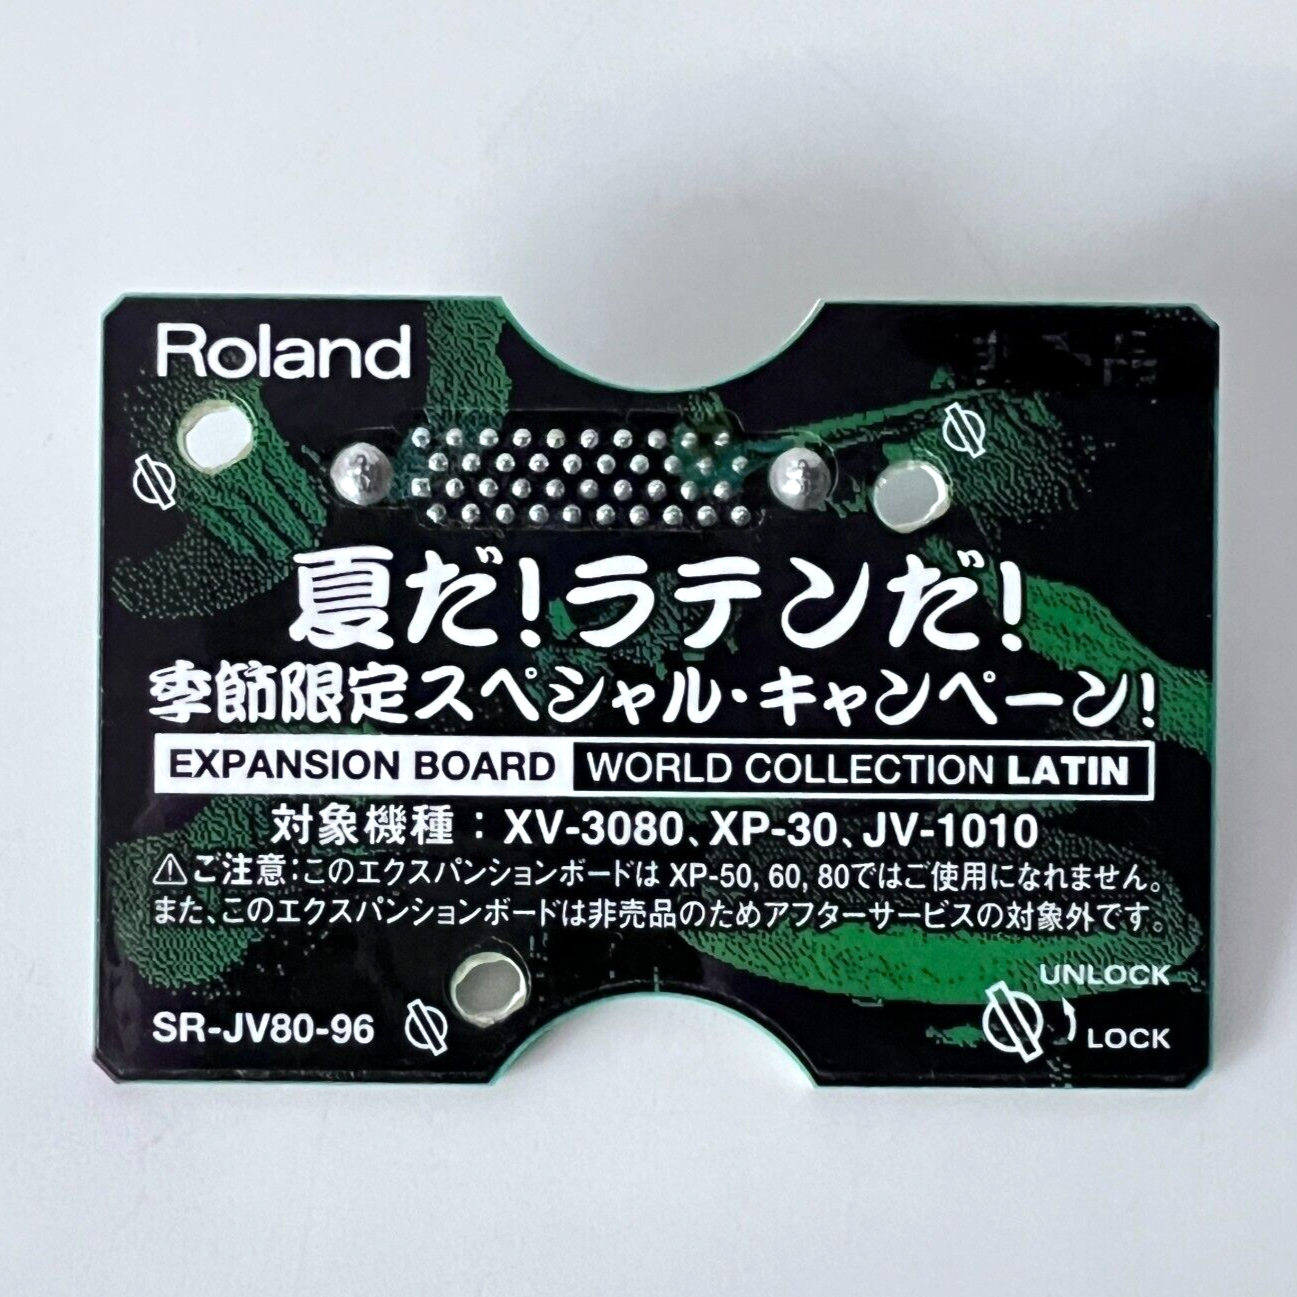 Roland
夏だ!ラテンだ!
季節限定スペシャル・キャンペーン!
EXPANSION BOARD WORLD COLLECTION LATIN
対象機種：XV-3080、XP-30、JV-1010
⚠ご注意：このエクスパンションボードは XP-50, 60, 80ではご使用になれません。
また、このエクスパンションボードは非売品のためアフターサービスの対象外です。
UNLOCK
SR-JV80-96
LOCK